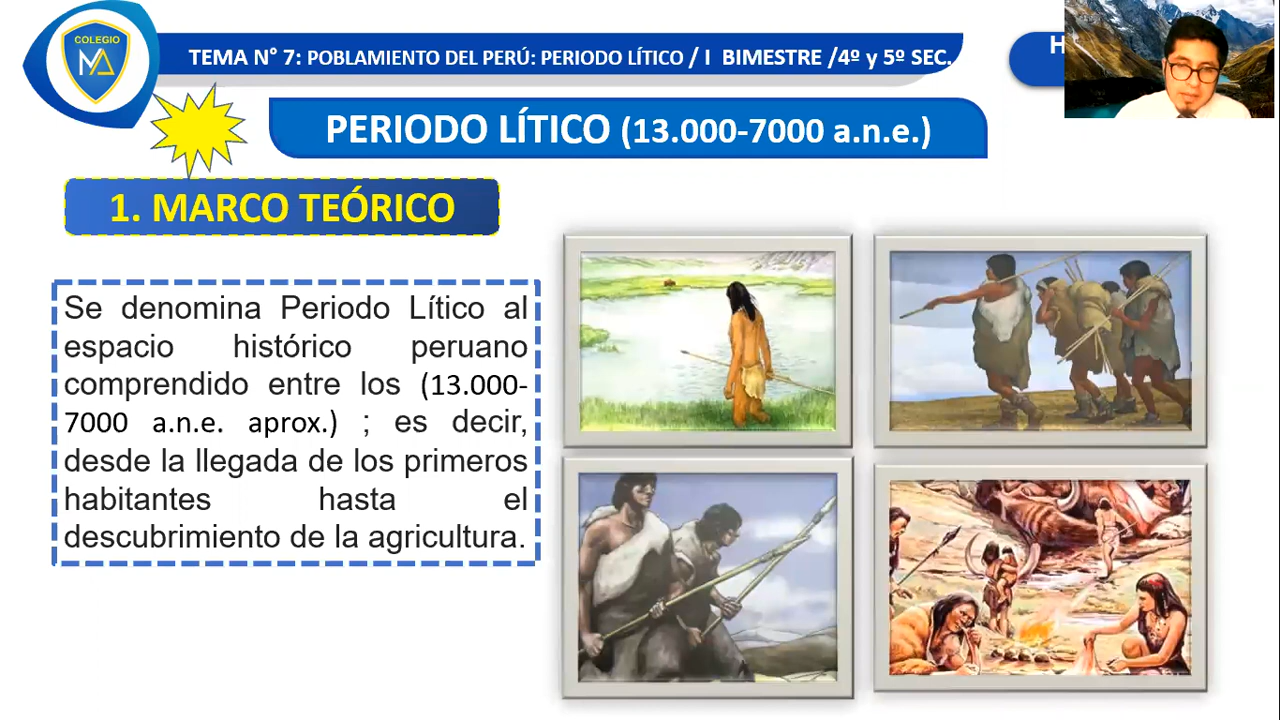 COLEGIO
MA
TEMA N° 7: POBLAMIENTO DEL PERÚ: PERIODO LÍTICO / I BIMESTRE /4º y 5º SEC.
H
PERIODO LÍTICO (13.000-7000 a.n.e.)
1. MARCO TEÓRICO
Se denomina Periodo Lítico al
espacio histórico peruano
comprendido entre los (13.000-
7000 a.n.e. aprox.) ; es decir,
desde la llegada de los primeros
habitantes hasta el
descubrimiento de la agricultura.